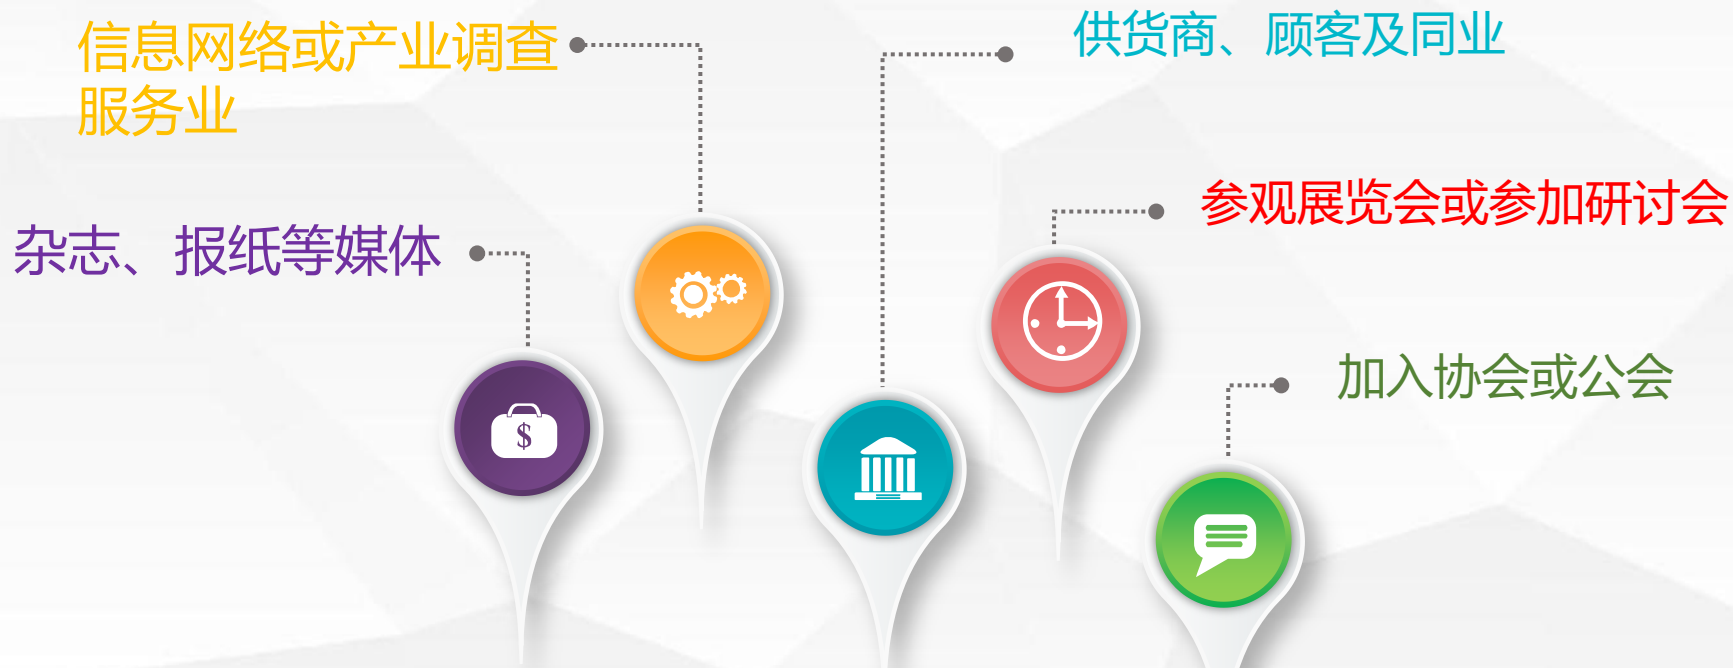 信息网络或产业调查
服务业
供货商、顾客及同业
参观展览会或参加研讨会
杂志、报纸等媒体
加入协会或公会
$